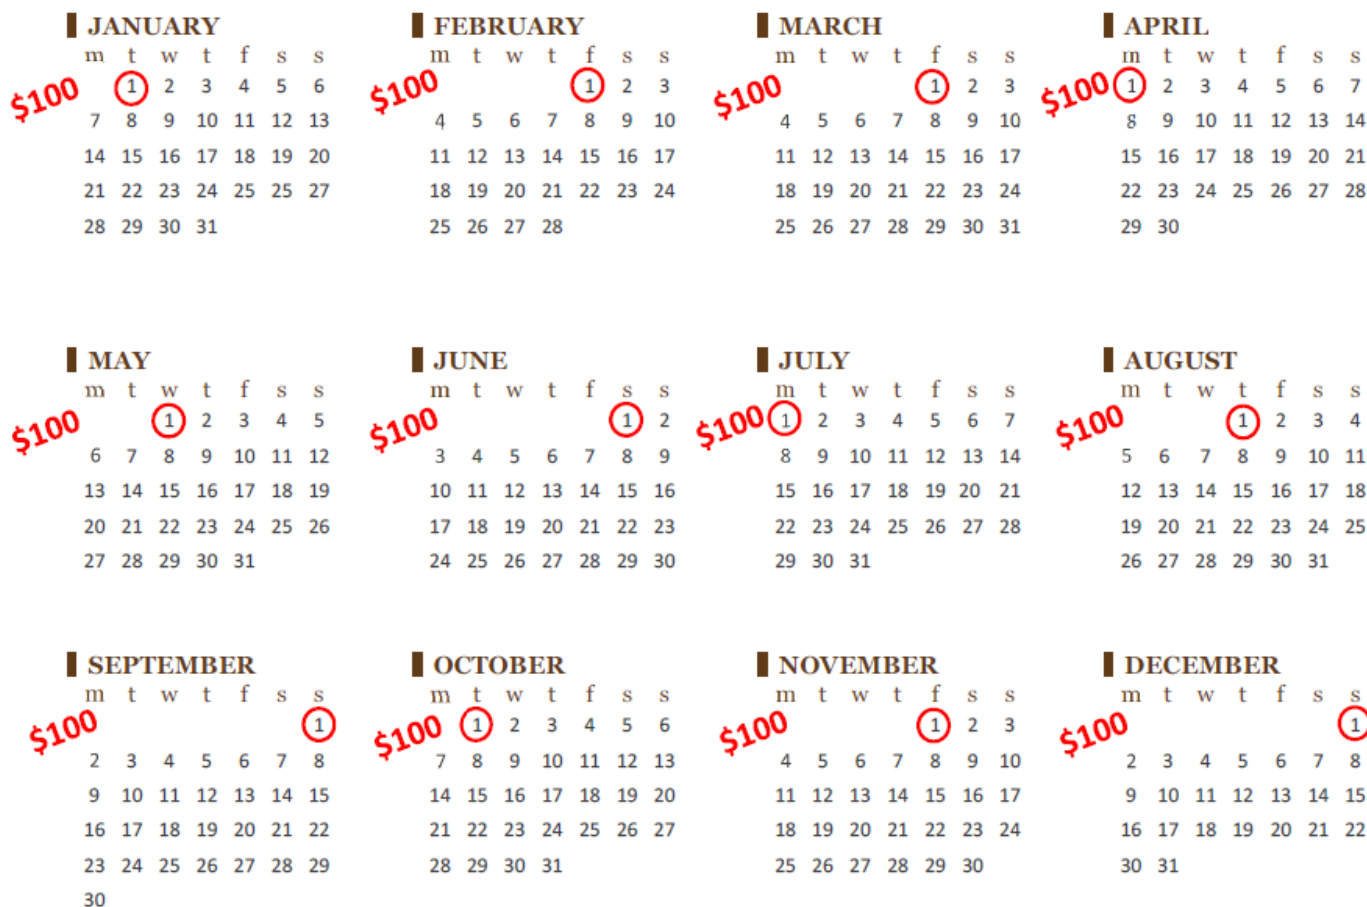 JANUARY
m t w t f s s
$100 1 2 3 4 5 6
7 8 9 10 11 12 13
14 15 16 17 18 19 20
21 22 23 24 25 25 27
28 29 30 31
FEBRUARY
m t w t f s s
$100 1 2 3
4 5 6 7 8 9 10
11 12 13 14 15 16 17
18 19 20 21 22 23 24
25 26 27 28
MARCH
m t w t f s s
$100 1 2 3
4 5 6 7 8 9 10
11 12 13 14 15 16 17
18 19 20 21 22 23 24
25 26 27 28 29 30 31
APRIL
m t w t f s s
$100 1 2 3 4 5 6 7
8 9 10 11 12 13 14
15 16 17 18 19 20 21
22 23 24 25 26 27 28
29 30
MAY
m t w t f s s
$100 1 2 3 4 5
6 7 8 9 10 11 12
13 14 15 16 17 18 19
20 21 22 23 24 25 26
27 28 29 30 31
JUNE
m t w t f s s
$100 1 2
3 4 5 6 7 8 9
10 11 12 13 14 15 16
17 18 19 20 21 22 23
24 25 26 27 28 29 30
JULY
m t w t f s s
$100 1 2 3 4 5 6 7
8 9 10 11 12 13 14
15 16 17 18 19 20 21
22 23 24 25 26 27 28
29 30 31
AUGUST
m t w t f s s
$100 1 2 3 4
5 6 7 8 9 10 11
12 13 14 15 16 17 18
19 20 21 22 23 24 25
26 27 28 29 30 31
SEPTEMBER
m t w t f s s
$100 1
2 3 4 5 6 7 8
9 10 11 12 13 14 15
16 17 18 19 20 21 22
23 24 25 26 27 28 29
30
OCTOBER
m t w t f s s
$100 1 2 3 4 5 6
7 8 9 10 11 12 13
14 15 16 17 18 19 20
21 22 23 24 25 26 27
28 29 30 31
NOVEMBER
m t w t f s s
$100 1 2 3
4 5 6 7 8 9 10
11 12 13 14 15 16 17
18 19 20 21 22 23 24
25 26 27 28 29 30
DECEMBER
m t w t f s s
$100 1
2 3 4 5 6 7 8
9 10 11 12 13 14 15
16 17 18 19 20 21 22
30 31